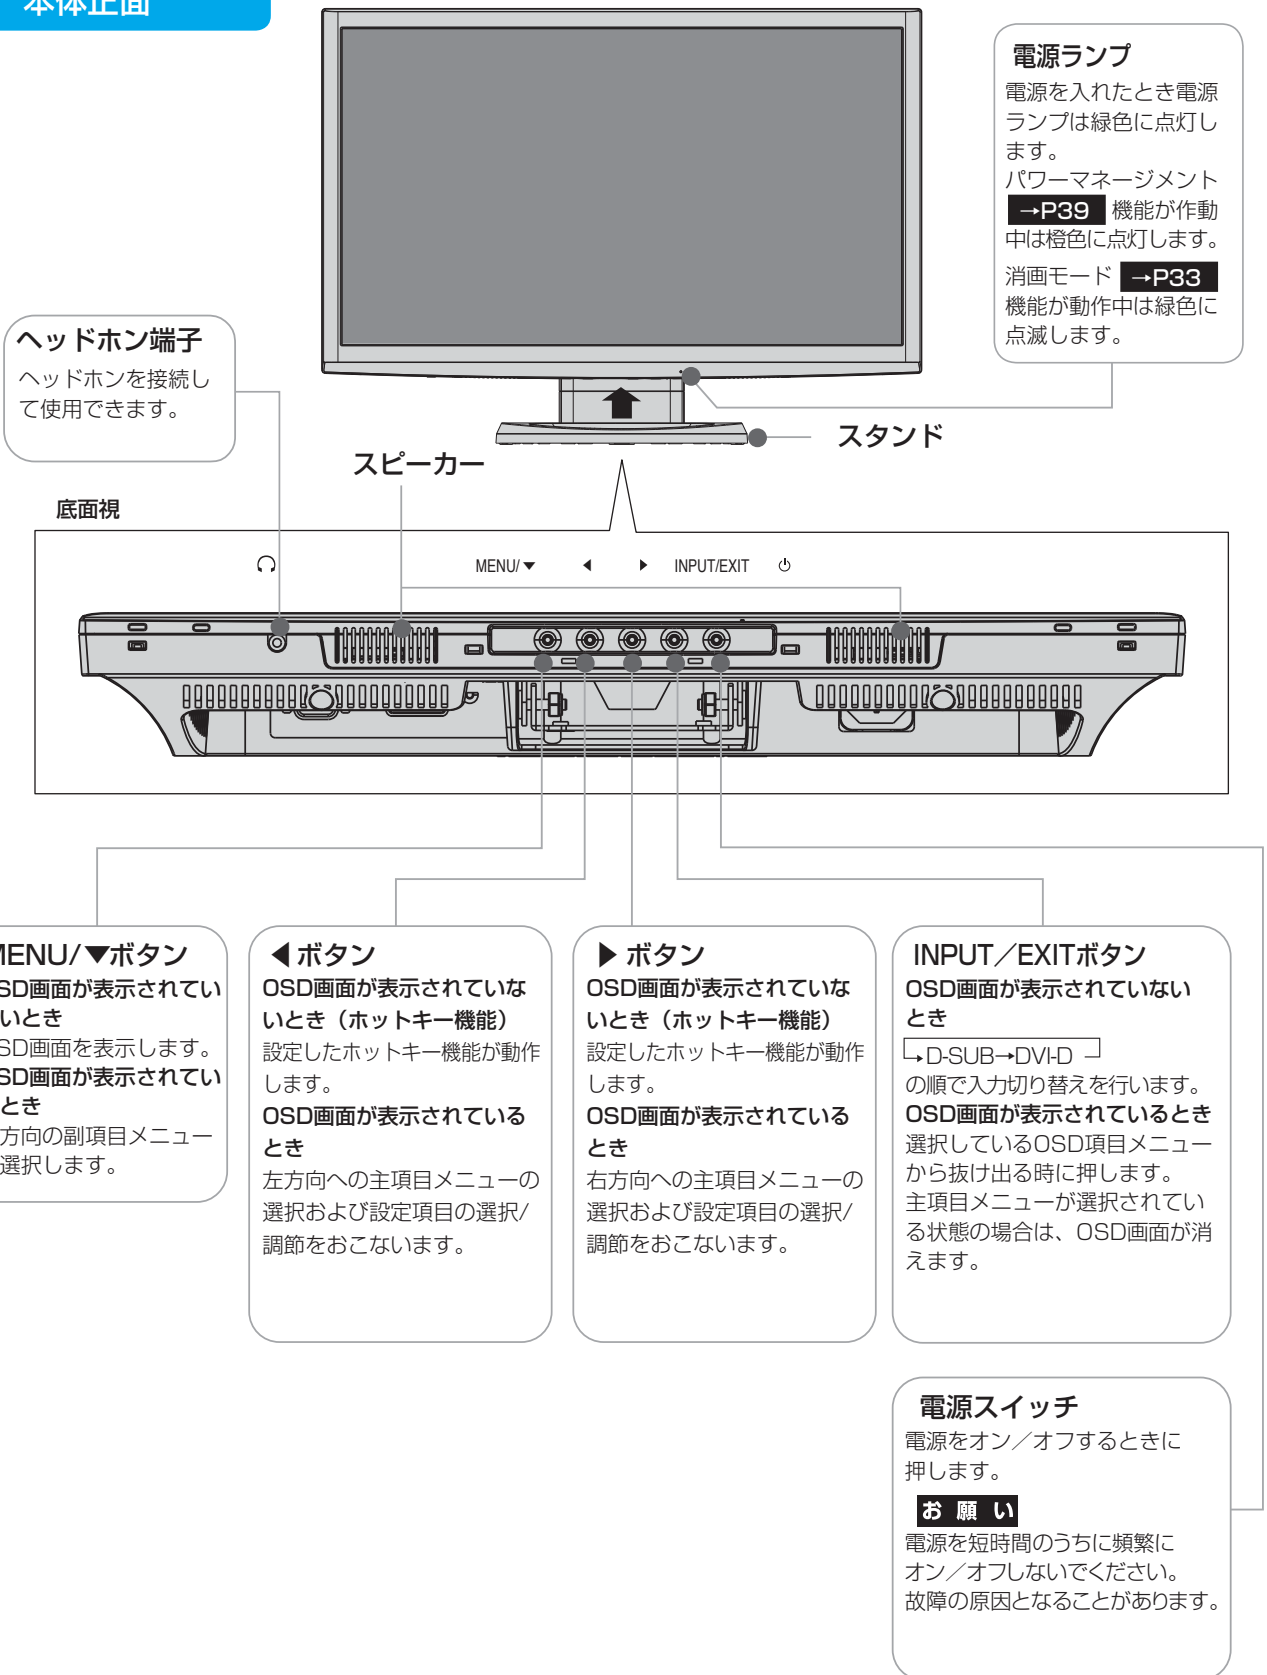 本体正面
電源ランプ
電源を入れたとき電源
ランプは緑色に点灯し
ます。
パワーマネージメント
→P39 機能が作動
中は橙色に点灯します。
消画モード →P33
機能が動作中は緑色に
点滅します。
ヘッドホン端子
ヘッドホンを接続し
て使用できます。
スタンド
スピーカー
底面視
MENU/▼ ◀ ▶ INPUT/EXIT
MENU/▼ボタン
SD画面が表示されてい
いとき
SD画面を表示します。
SD画面が表示されてい
とき
方向の副項目メニュー
選択します。
◀ボタン
OSD画面が表示されていな
いとき（ホットキー機能）
設定したホットキー機能が動作
します。
OSD画面が表示されている
とき
左方向への主項目メニューの
選択および設定項目の選択/
調節をおこないます。
▶ボタン
OSD画面が表示されていな
いとき（ホットキー機能）
設定したホットキー機能が動作
します。
OSD画面が表示されている
とき
右方向への主項目メニューの
選択および設定項目の選択/
調節をおこないます。
INPUT／EXITボタン
OSD画面が表示されていない
とき
D-SUB→DVI-D
の順で入力切り替えを行います。
OSD画面が表示されているとき
選択しているOSD項目メニュー
から抜け出る時に押します。
主項目メニューが選択されてい
る状態の場合は、OSD画面が消
えます。
電源スイッチ
電源をオン／オフするときに
押します。
お願い
電源を短時間のうちに頻繁に
オン／オフしないでください。
故障の原因となることがあります。